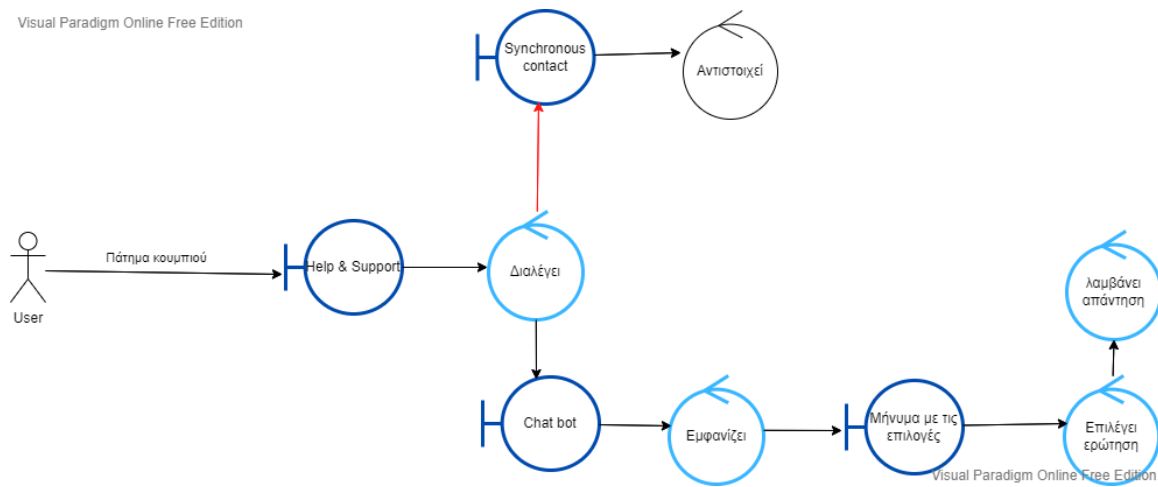 Visual Paradigm Online Free Edition
Synchronous
contact
Αντιστοιχεί
Πάτημα κουμπιού
User
Help & Support
Διαλέγει
λαμβάνει
απάντηση
Chat bot
Εμφανίζει
Μήνυμα με τις
επιλογές
Επιλέγει
ερώτηση
Visual Paradigm Online Free Edition